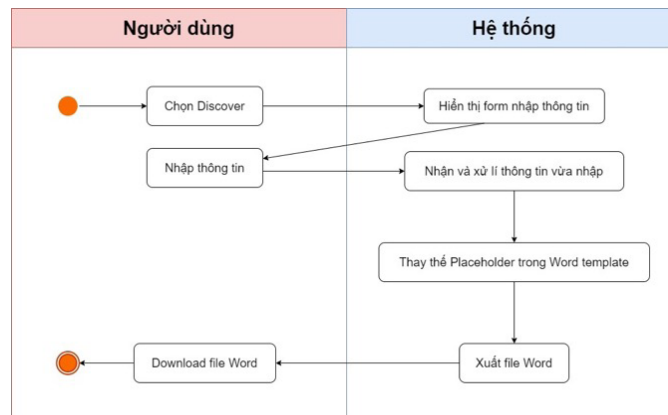 Người dùng
Hệ thống
Chọn Discover
Hiển thị form nhập thông tin
Nhập thông tin
Nhận và xử lí thông tin vừa nhập
Thay thế Placeholder trong Word template
Download file Word
Xuất file Word